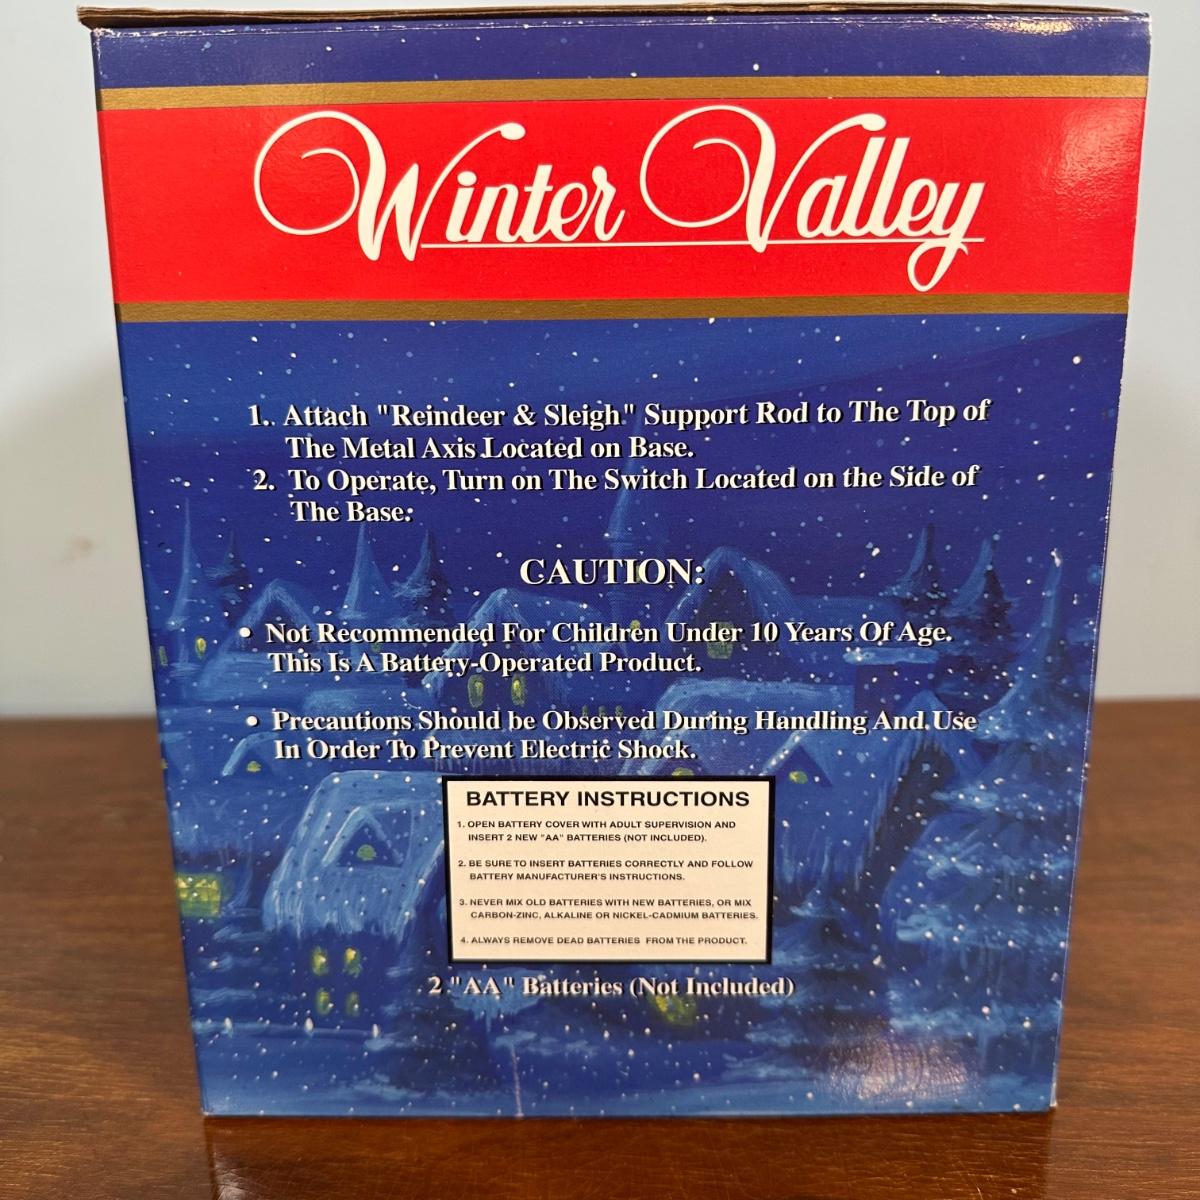 Winter Valley
1. Attach "Reindeer & Sleigh" Support Rod to The Top of
The Metal Axis Located on Base.
2. To Operate, Turn on The Switch Located on the Side of
The Base:
CAUTION:
• Not Recommended For Children Under 10 Years Of Age.
This Is A Battery-Operated Product.
• Precautions Should be Observed During Handling And Use
In Order To Prevent Electric Shock.
BATTERY INSTRUCTIONS
1. OPEN BATTERY COVER WITH ADULT SUPERVISION AND
INSERT 2 NEW "AA" BATTERIES (NOT INCLUDED).
2. BE SURE TO INSERT BATTERIES CORRECTLY AND FOLLOW
BATTERY MANUFACTURER'S INSTRUCTIONS.
3. NEVER MIX OLD BATTERIES WITH NEW BATTERIES, OR MIX
CARBON-ZINC, ALKALINE OR NICKEL-CADMIUM BATTERIES.
4. ALWAYS REMOVE DEAD BATTERIES FROM THE PRODUCT.
2 "AA" Batteries (Not Included)